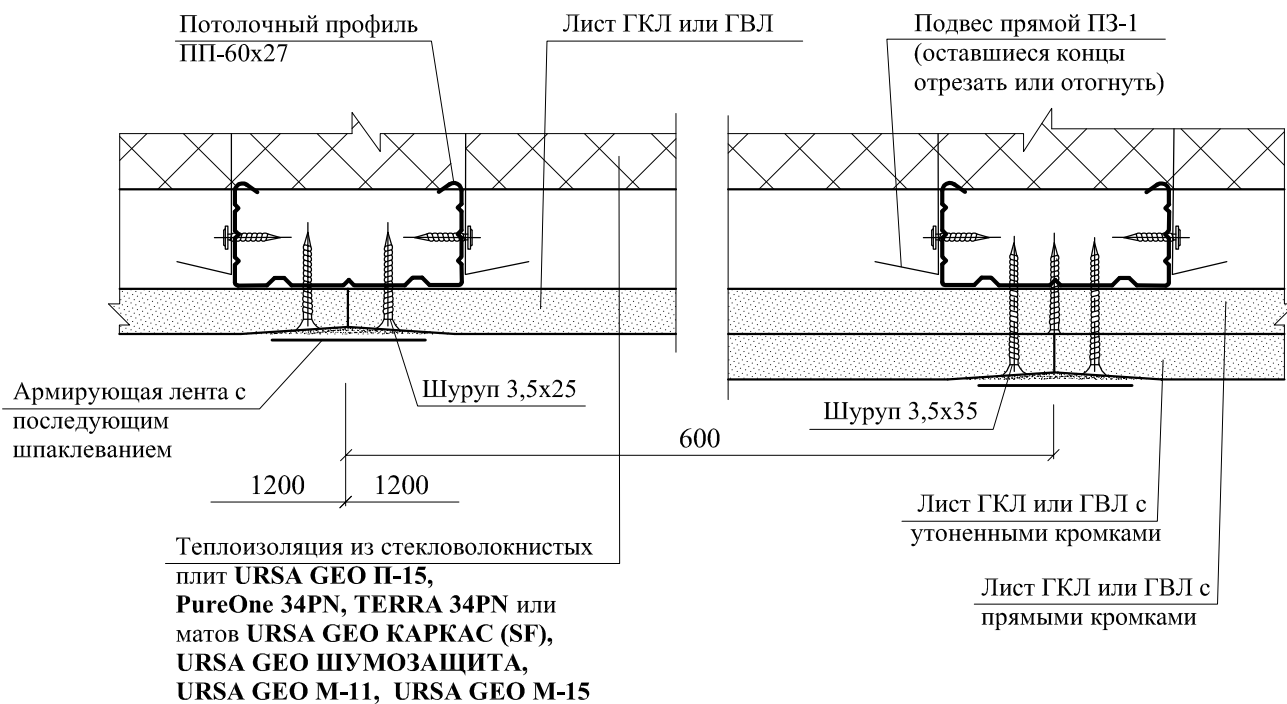 Потолочный профиль
ПП-60х27
Лист ГКЛ или ГВЛ
Подвес прямой ПЗ-1
(оставшиеся концы
отрезать или отогнуть)
Армирующая лента с
последующим
шпаклеванием
Шуруп 3,5х25
Шуруп 3,5х35
600
1200
1200
Лист ГКЛ или ГВЛ с
утоненными кромками
Лист ГКЛ или ГВЛ с
прямыми кромками
Теплоизоляция из стекловолокнистых
плит URSA GEO П-15,
PureOne 34PN, TERRA 34PN или
матов URSA GEO КАРКАС (SF),
URSA GEO ШУМОЗАЩИТА,
URSA GEO М-11, URSA GEO М-15